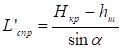 L'спр = (Hкр − hш) / sin α